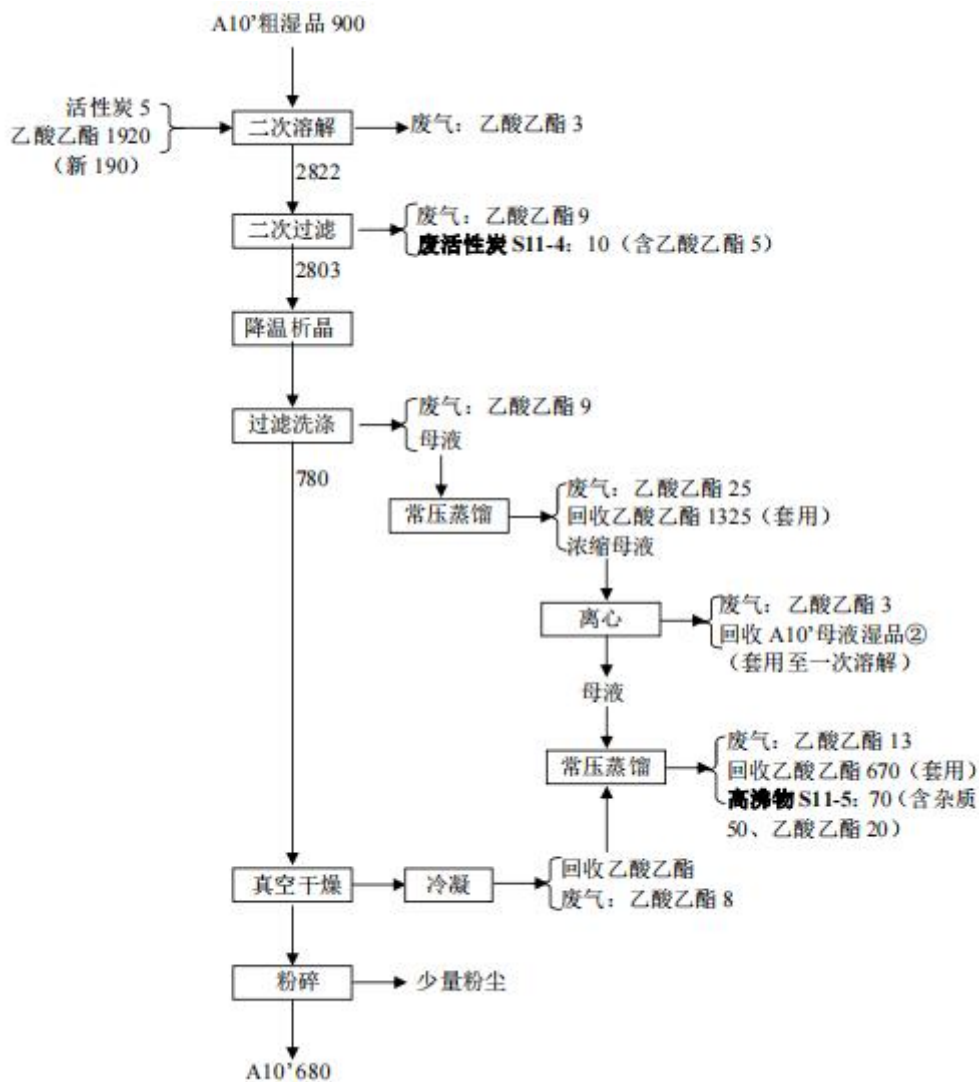 A10’粗湿品 900
活性炭 5
乙酸乙酯 1920
（新 190）
二次溶解
废气：乙酸乙酯 3
2822
二次过滤
废气：乙酸乙酯 9
废活性炭 S11-4：10（含乙酸乙酯 5）
2803
降温析晶
过滤洗涤
废气：乙酸乙酯 9
母液
780
常压蒸馏
废气：乙酸乙酯 25
回收乙酸乙酯 1325（套用）
浓缩母液
离心
废气：乙酸乙酯 3
回收 A10’母液湿品②
（套用至一次溶解）
母液
常压蒸馏
废气：乙酸乙酯 13
回收乙酸乙酯 670（套用）
高沸物 S11-5：70（含杂质
50、乙酸乙酯 20）
真空干燥
冷凝
回收乙酸乙酯
废气：乙酸乙酯 8
粉碎
少量粉尘
A10’680